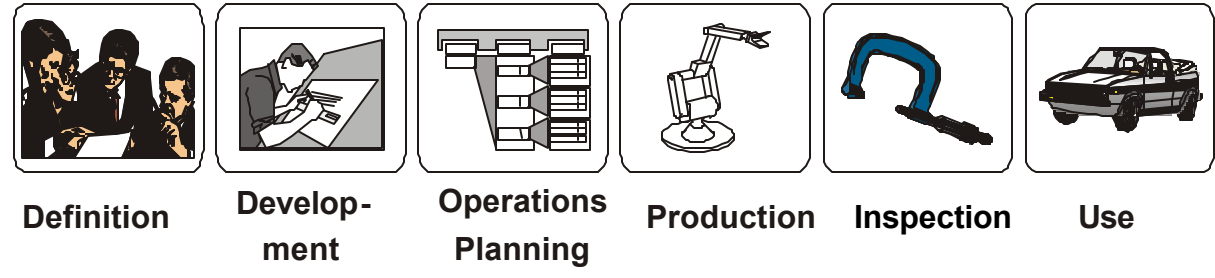 Definition
Develop-
ment
Operations
Planning
Production
Inspection
Use